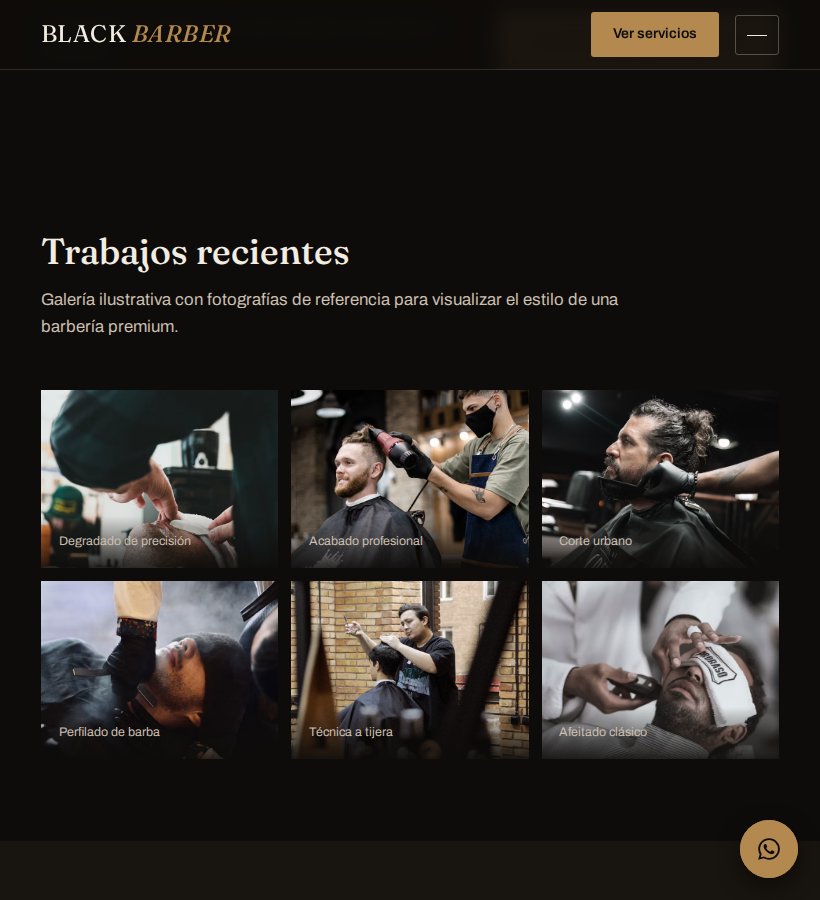 BLACK BARBER
Ver servicios
Trabajos recientes
Galería ilustrativa con fotografías de referencia para visualizar el estilo de una
barbería premium.
Degradado de precisión
Acabado profesional
Corte urbano
PRORASO
Perfilado de barba
Técnica a tijera
Afeitado clásico